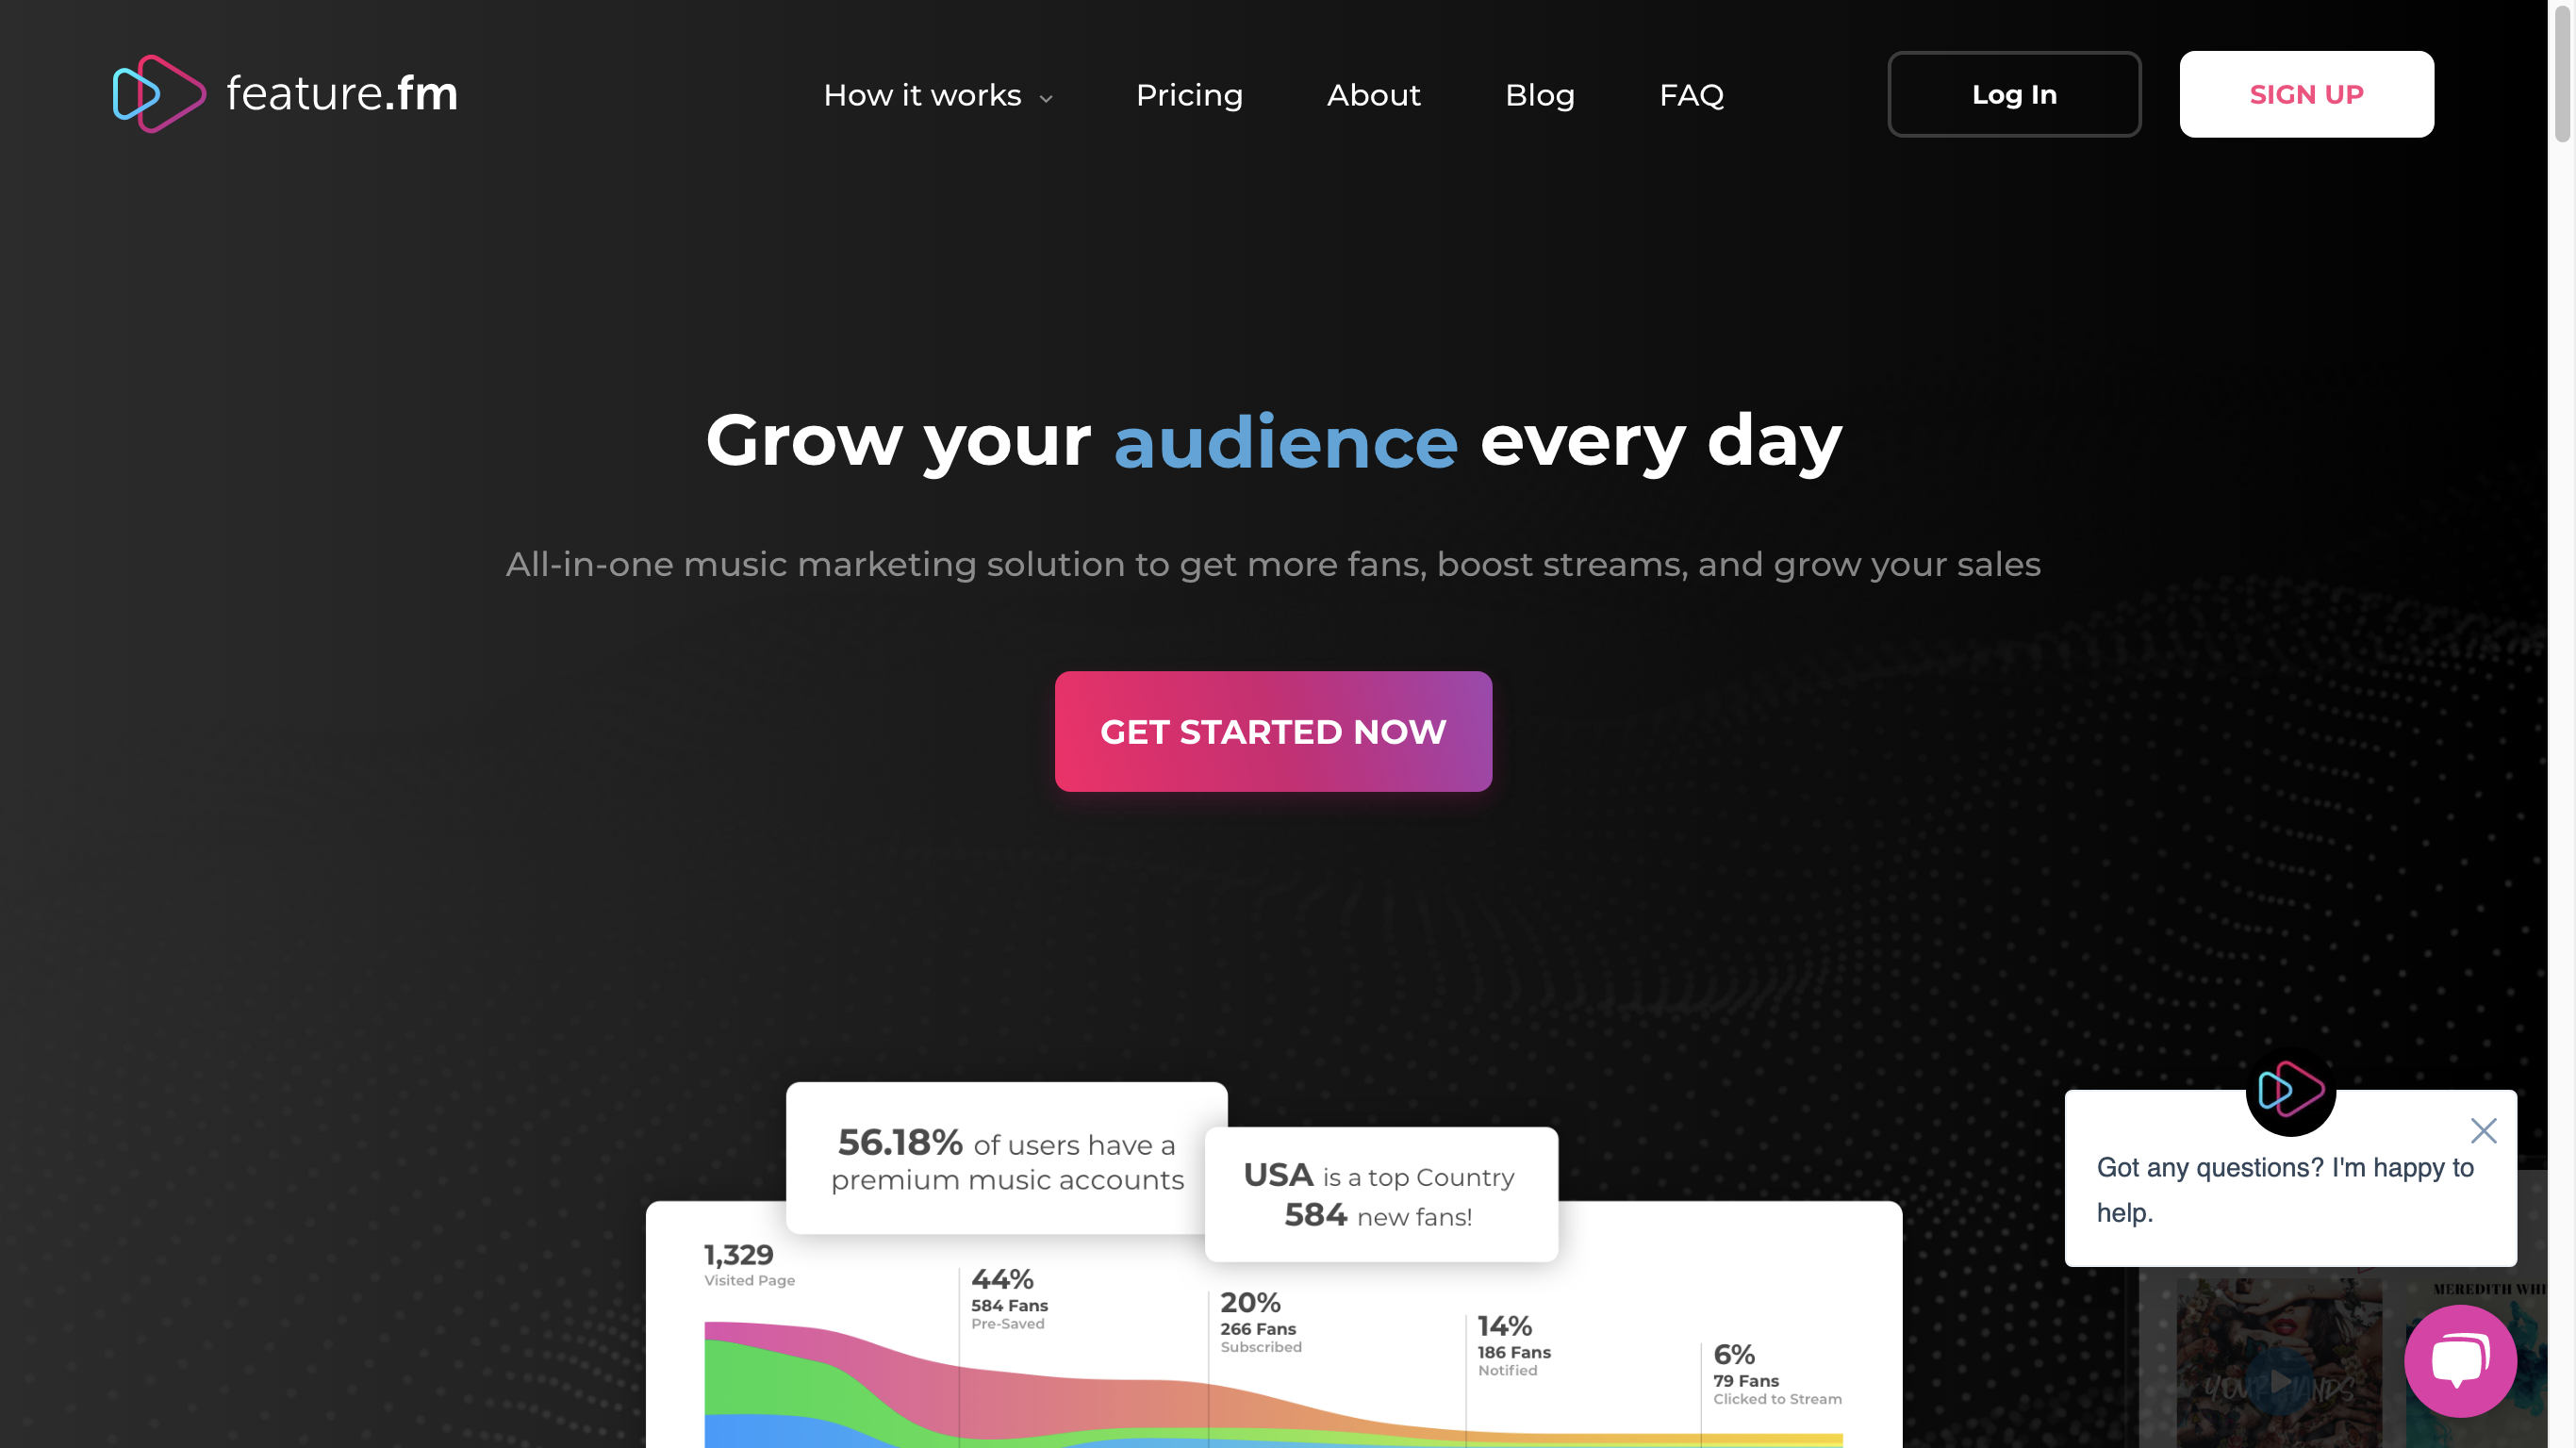 feature.fm
How it works
Pricing
About
Blog
FAQ
Log In
SIGN UP
Grow your audience every day
All-in-one music marketing solution to get more fans, boost streams, and grow your sales
GET STARTED NOW
56.18% of users have a
premium music accounts
USA is a top Country
584 new fans!
1,329
Visited Page
44%
584 Fans
Pre-Saved
20%
266 Fans
Subscribed
14%
186 Fans
Notified
6%
79 Fans
Clicked to Stream
Got any questions? I'm happy to
help.
MEREDITH WHI
YOUR HANDS